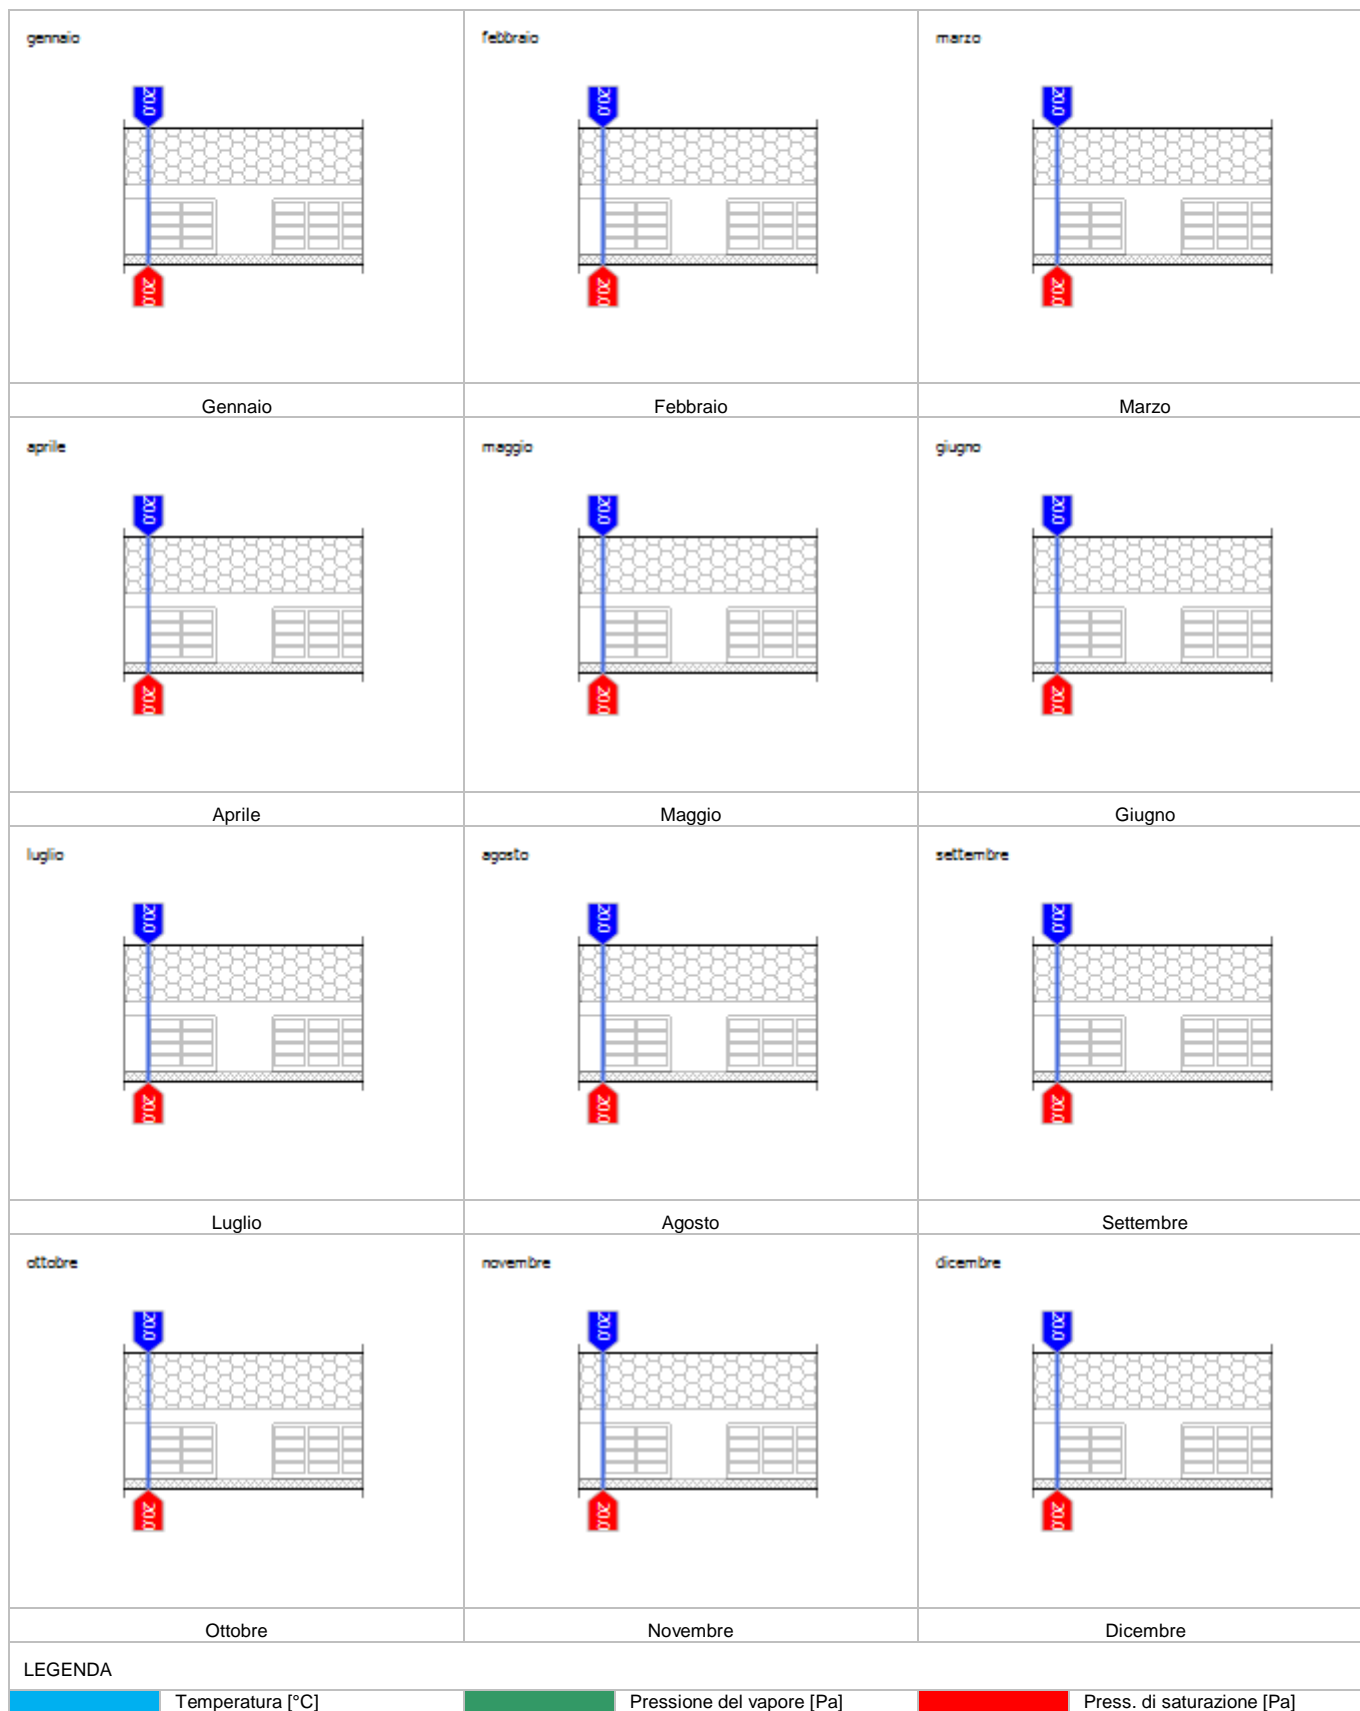 gennaio febbraio marzo
20,0 20,0 20,0
20,0 20,0 20,0
Gennaio Febbraio Marzo
aprile maggio giugno
20,0 20,0 20,0
20,0 20,0 20,0
Aprile Maggio Giugno
luglio agosto settembre
20,0 20,0 20,0
20,0 20,0 20,0
Luglio Agosto Settembre
ottobre novembre dicembre
20,0 20,0 20,0
20,0 20,0 20,0
Ottobre Novembre Dicembre
LEGENDA
Temperatura [°C] Pressione del vapore [Pa] Press. di saturazione [Pa]